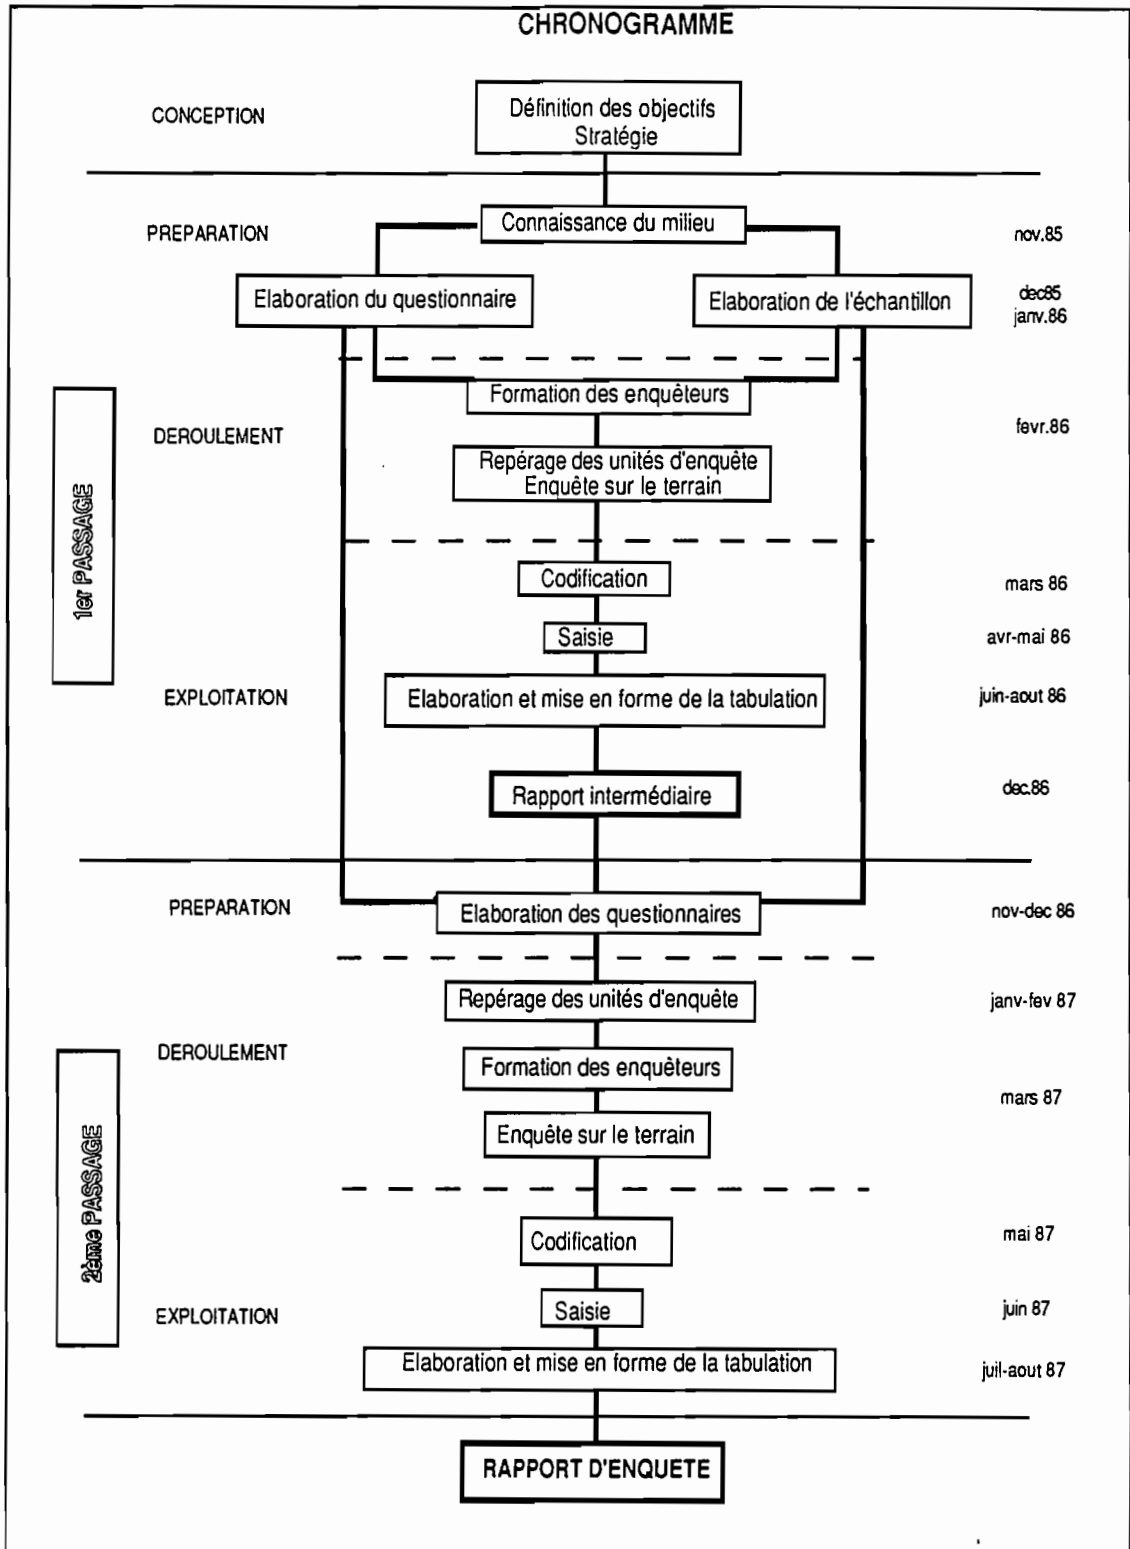 CHRONOGRAMME
CONCEPTION
Définition des objectifs
Stratégie
PREPARATION
Connaissance du milieu
nov.85
Elaboration du questionnaire
Elaboration de l'échantillon
dec85
janv.86
1er PASSAGE
Formation des enquêteurs
DEROULEMENT
fevr.86
Repérage des unités d'enquête
Enquête sur le terrain
Codification
mars 86
Saisie
avr-mai 86
EXPLOITATION
Elaboration et mise en forme de la tabulation
juin-aout 86
Rapport intermédiaire
dec.86
PREPARATION
Elaboration des questionnaires
nov-dec 86
Repérage des unités d'enquête
janv-fev 87
2ème PASSAGE
DEROULEMENT
Formation des enquêteurs
mars 87
Enquête sur le terrain
Codification
mai 87
EXPLOITATION
Saisie
juin 87
Elaboration et mise en forme de la tabulation
juil-aout 87
RAPPORT D'ENQUETE